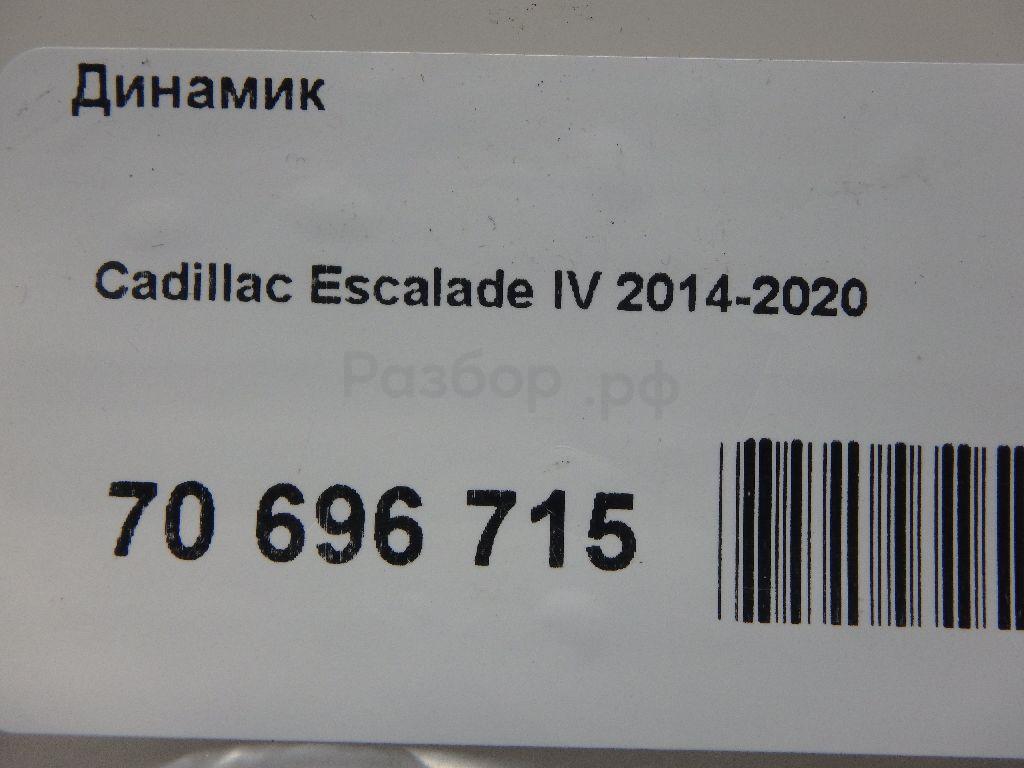 Динамик
Cadillac Escalade IV 2014-2020
Разбор.рф
70 696 715